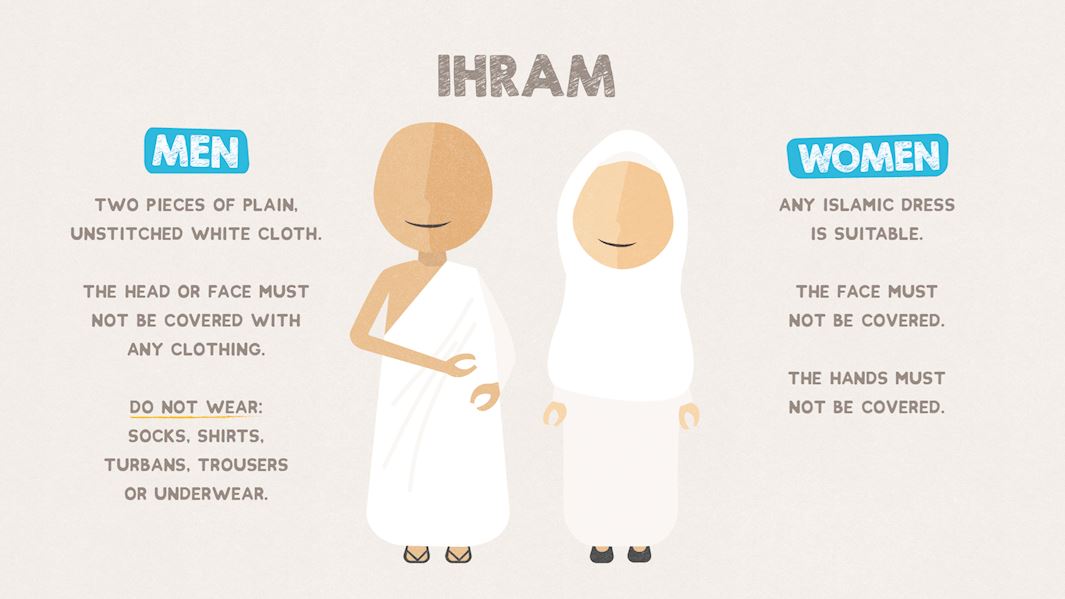 IHRAM
MEN
TWO PIECES OF PLAIN,
UNSTITCHED WHITE CLOTH.
THE HEAD OR FACE MUST
NOT BE COVERED WITH
ANY CLOTHING.
DO NOT WEAR:
SOCKS, SHIRTS,
TURBANS, TROUSERS
OR UNDERWEAR.
WOMEN
ANY ISLAMIC DRESS
IS SUITABLE.
THE FACE MUST
NOT BE COVERED.
THE HANDS MUST
NOT BE COVERED.